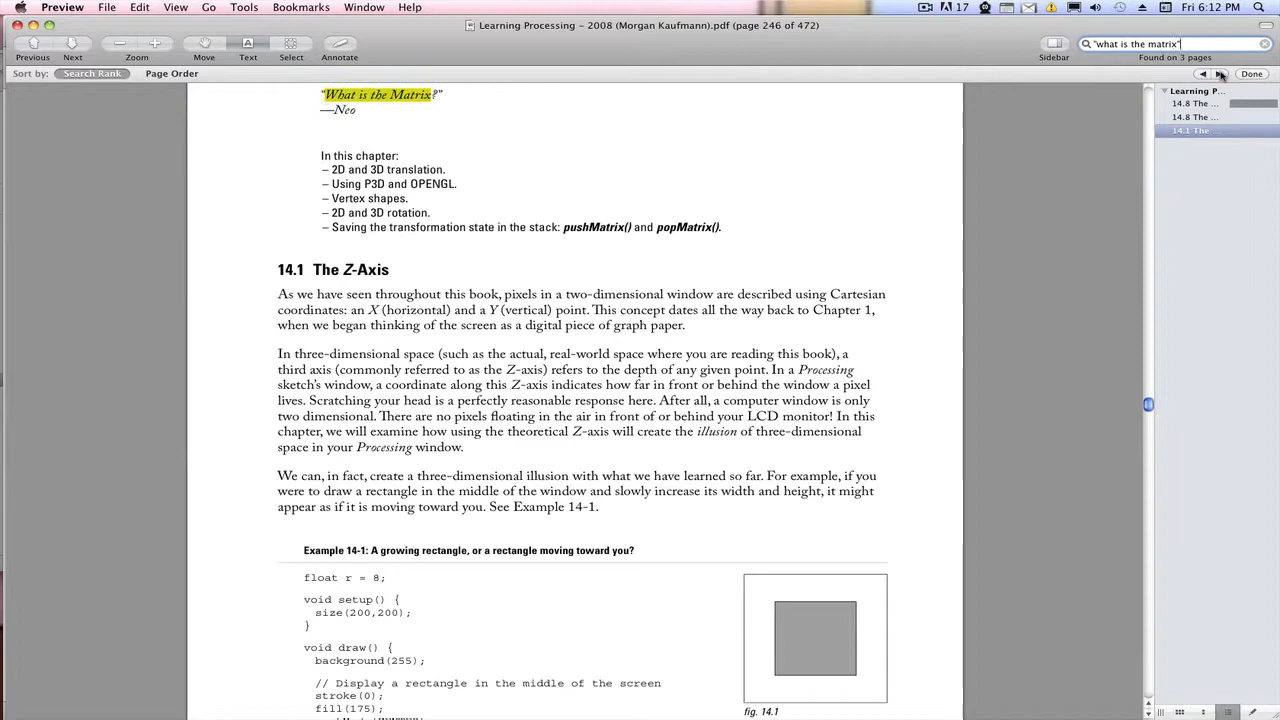 Preview File Edit View Go Tools Bookmarks Window Help
17 Fri 6:12 PM
Learning Processing – 2008 (Morgan Kaufmann).pdf (page 246 of 472)
"what is the matrix"
Previous Next Zoom Move Text Select Annotate Sidebar Found on 3 pages
Sort by: Search Rank Page Order Done
Learning P...
14.8 The ...
14.8 The ...
14.1 The ...
“What is the Matrix?”
—Neo
In this chapter:
– 2D and 3D translation.
– Using P3D and OPENGL.
– Vertex shapes.
– 2D and 3D rotation.
– Saving the transformation state in the stack: pushMatrix() and popMatrix().
14.1 The Z-Axis
As we have seen throughout this book, pixels in a two-dimensional window are described using Cartesian
coordinates: an X (horizontal) and a Y (vertical) point. This concept dates all the way back to Chapter 1,
when we began thinking of the screen as a digital piece of graph paper.
In three-dimensional space (such as the actual, real-world space where you are reading this book), a
third axis (commonly referred to as the Z-axis) refers to the depth of any given point. In a Processing
sketch’s window, a coordinate along this Z-axis indicates how far in front or behind the window a pixel
lives. Scratching your head is a perfectly reasonable response here. After all, a computer window is only
two dimensional. There are no pixels floating in the air in front of or behind your LCD monitor! In this
chapter, we will examine how using the theoretical Z-axis will create the illusion of three-dimensional
space in your Processing window.
We can, in fact, create a three-dimensional illusion with what we have learned so far. For example, if you
were to draw a rectangle in the middle of the window and slowly increase its width and height, it might
appear as if it is moving toward you. See Example 14-1.
Example 14-1: A growing rectangle, or a rectangle moving toward you?
float r = 8;
void setup() {
size(200,200);
}
void draw() {
background(255);
// Display a rectangle in the middle of the screen
stroke(0);
fill(175);
fig. 14.1